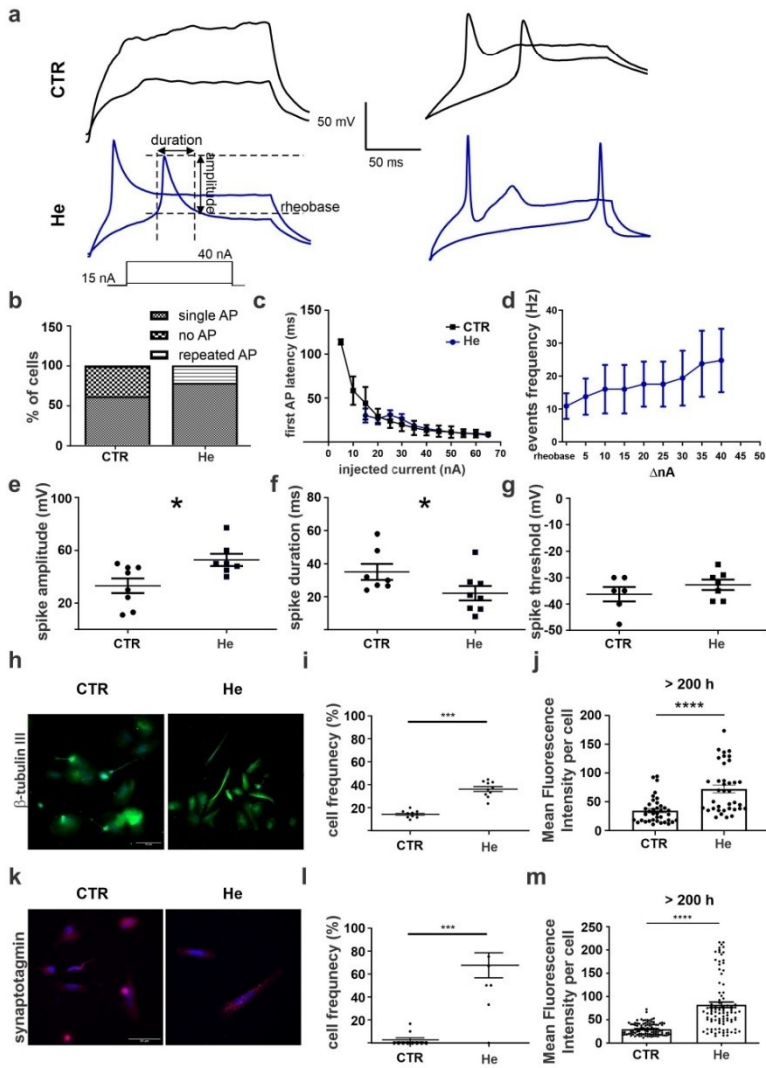 a
CTR
50 mV
50 ms
duration
amplitude
rheobase
He
40 nA
15 nA
b
single AP
no AP
repeated AP
% of cells
150
100
50
0
CTR
He
c
first AP latency (ms)
150
100
50
0
CTR
He
0
10
20
30
40
50
60
70
injected current (nA)
d
events frequency (Hz)
40
30
20
10
0
rheobase
5
10
15
20
25
30
35
40
45
50
ΔnA
e
spike amplitude (mV)
100
60
20
*
CTR
He
f
spike duration (ms)
80
60
40
20
0
*
CTR
He
g
spike threshold (mV)
0
-10
-20
-30
-40
-50
CTR
He
h
CTR
He
β-tubulin III
i
cell frequnecy (%)
100
80
60
40
20
***
CTR
He
j
> 200 h
Mean Fluorescence
Intensity per cell
200
150
100
50
0
****
CTR
He
k
CTR
He
synaptotagmin
l
cell frequnecy (%)
100
80
60
40
20
***
CTR
He
m
> 200 h
Mean Fluorescence
Intensity per cell
250
200
150
100
50
0
****
CTR
He